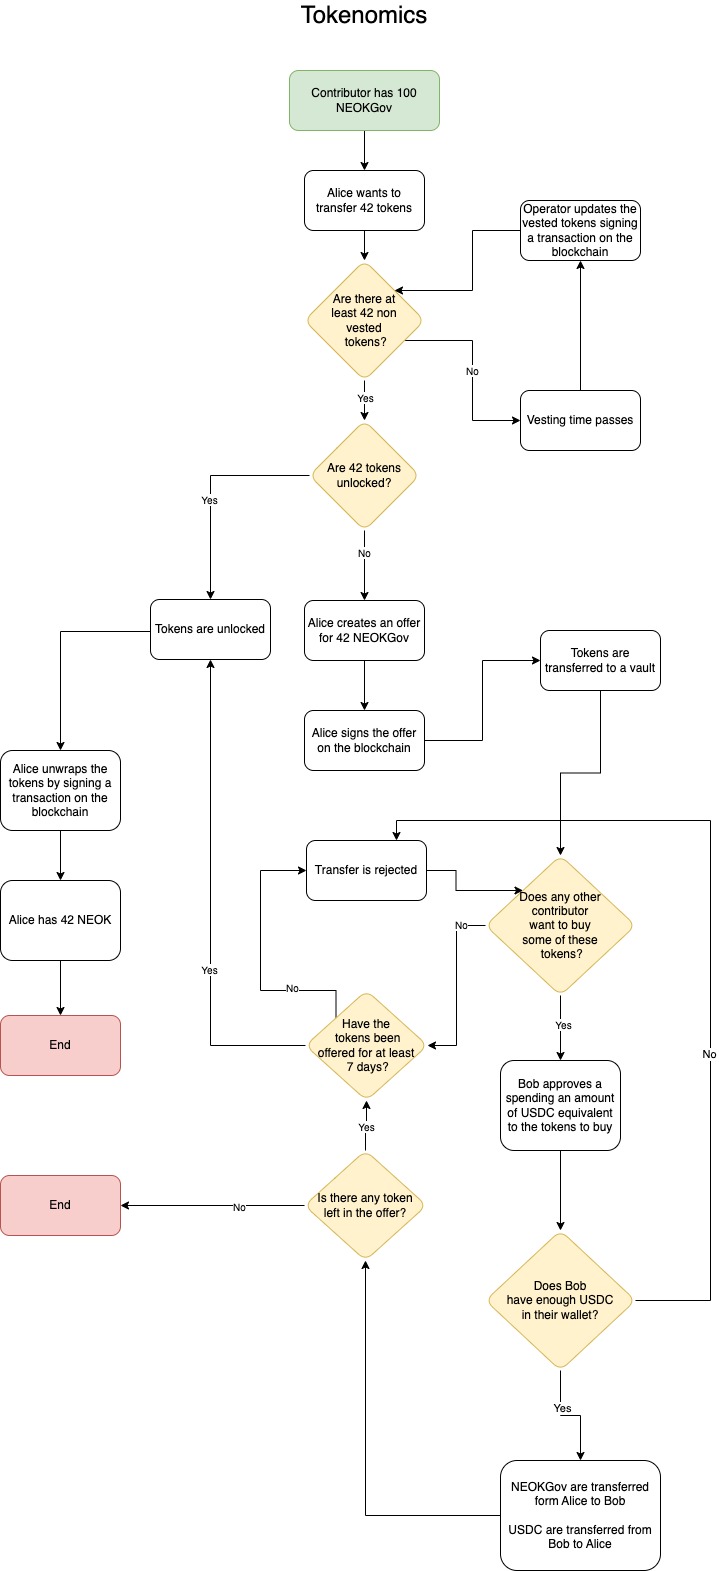 Tokenomics
Contributor has 100
NEOKGov
Alice wants to
transfer 42 tokens
Operator updates the
vested tokens signing
a transaction on the
blockchain
Are there at
least 42 non
vested
tokens?
No
Yes
Vesting time passes
Are 42 tokens
unlocked?
Yes
No
Tokens are unlocked
Alice creates an offer
for 42 NEOKGov
Tokens are
transferred to a vault
Alice signs the offer
on the blockchain
Alice unwraps the
tokens by signing a
transaction on the
blockchain
Transfer is rejected
Does any other
contributor
want to buy
some of these
tokens?
Alice has 42 NEOK
No
Yes
No
Have the
tokens been
offered for at least
7 days?
Yes
No
End
Bob approves a
spending an amount
of USDC equivalent
to the tokens to buy
Yes
Is there any token
left in the offer?
No
End
Does Bob
have enough USDC
in their wallet?
Yes
NEOKGov are transferred
form Alice to Bob
USDC are transferred from
Bob to Alice